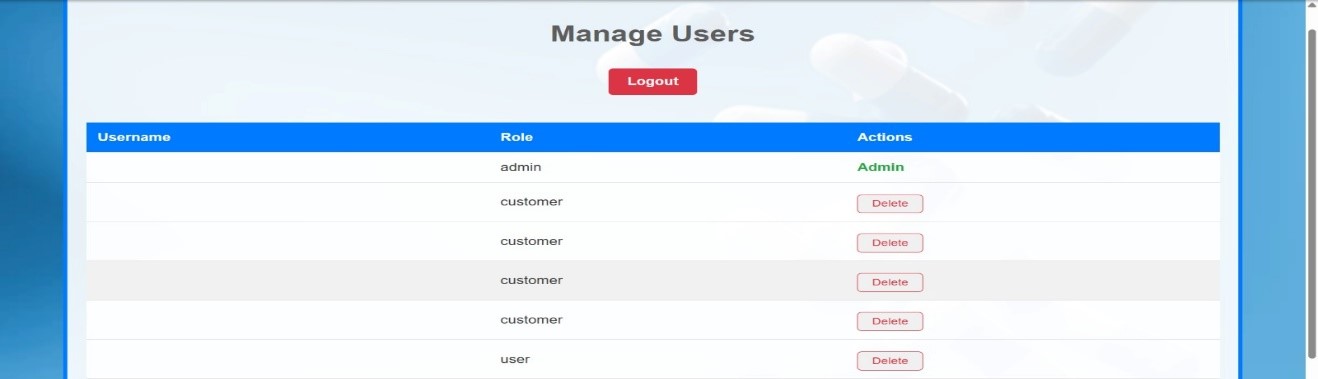 Manage Users
Logout
Username Role Actions
admin Admin
customer Delete
customer Delete
customer Delete
customer Delete
user Delete